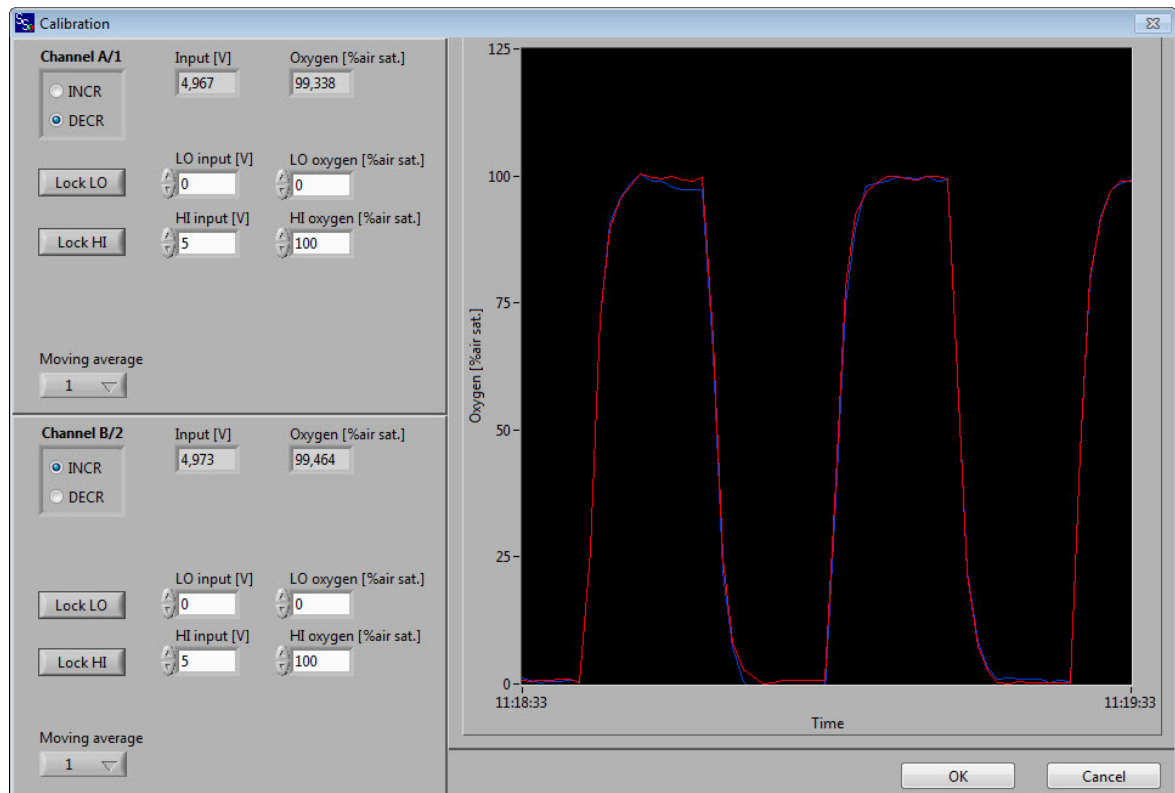 Calibration
Channel A/1
Input [V]
Oxygen [%air sat.]
INCR
4,967
99,338
DECR
LO input [V]
LO oxygen [%air sat.]
Lock LO
0
0
HI input [V]
HI oxygen [%air sat.]
Lock HI
5
100
Moving average
1
Channel B/2
Input [V]
Oxygen [%air sat.]
INCR
4,973
99,464
DECR
LO input [V]
LO oxygen [%air sat.]
Lock LO
0
0
HI input [V]
HI oxygen [%air sat.]
Lock HI
5
100
Moving average
1
125
100
75
50
25
0
Oxygen [%air sat.]
11:18:33
11:19:33
Time
OK
Cancel